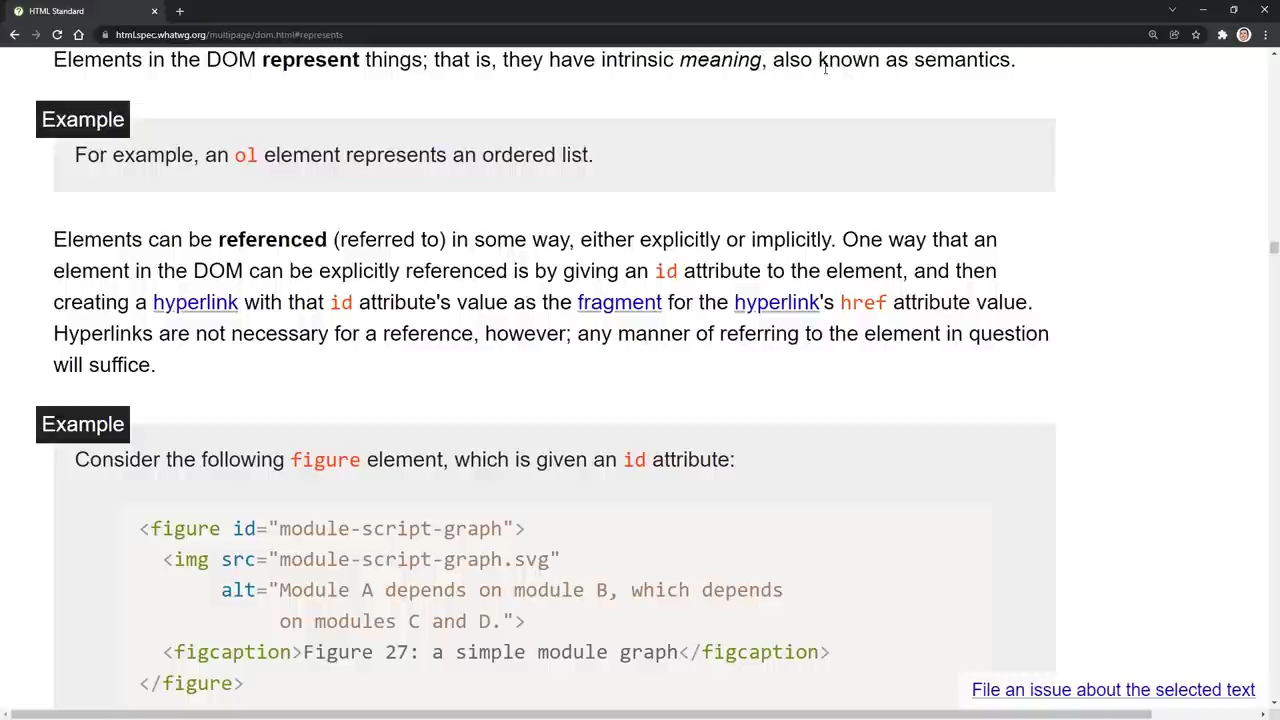 HTML Standard
html.spec.whatwg.org/multipage/dom.html#represents
Elements in the DOM represent things; that is, they have intrinsic meaning, also known as semantics.
Example
For example, an ol element represents an ordered list.
Elements can be referenced (referred to) in some way, either explicitly or implicitly. One way that an
element in the DOM can be explicitly referenced is by giving an id attribute to the element, and then
creating a hyperlink with that id attribute's value as the fragment for the hyperlink's href attribute value.
Hyperlinks are not necessary for a reference, however; any manner of referring to the element in question
will suffice.
Example
Consider the following figure element, which is given an id attribute:
<figure id="module-script-graph">
<img src="module-script-graph.svg"
alt="Module A depends on module B, which depends
on modules C and D.">
<figcaption>Figure 27: a simple module graph</figcaption>
</figure>
File an issue about the selected text